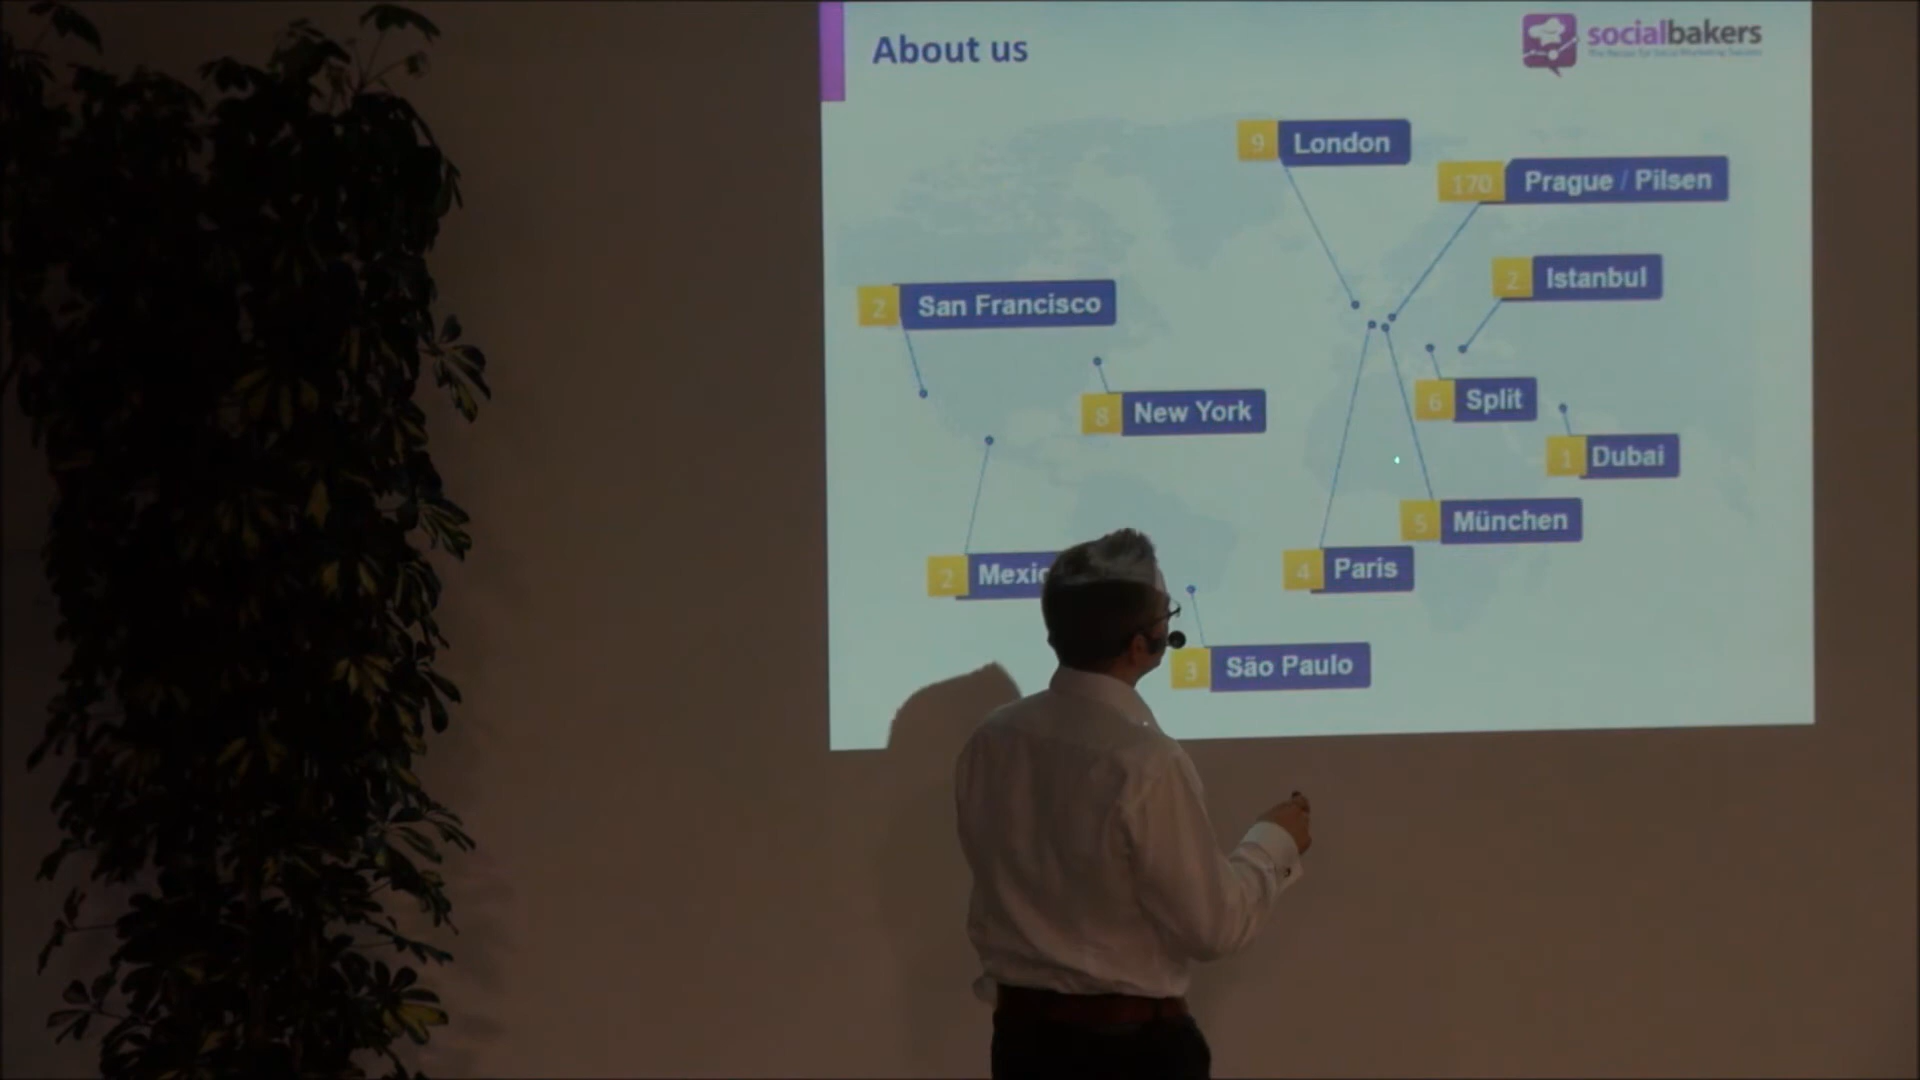 About us
socialbakers
9 London
170 Prague / Pilsen
2 Istanbul
2 San Francisco
8 New York
6 Split
1 Dubai
5 München
2 Mexic
4 Paris
3 São Paulo